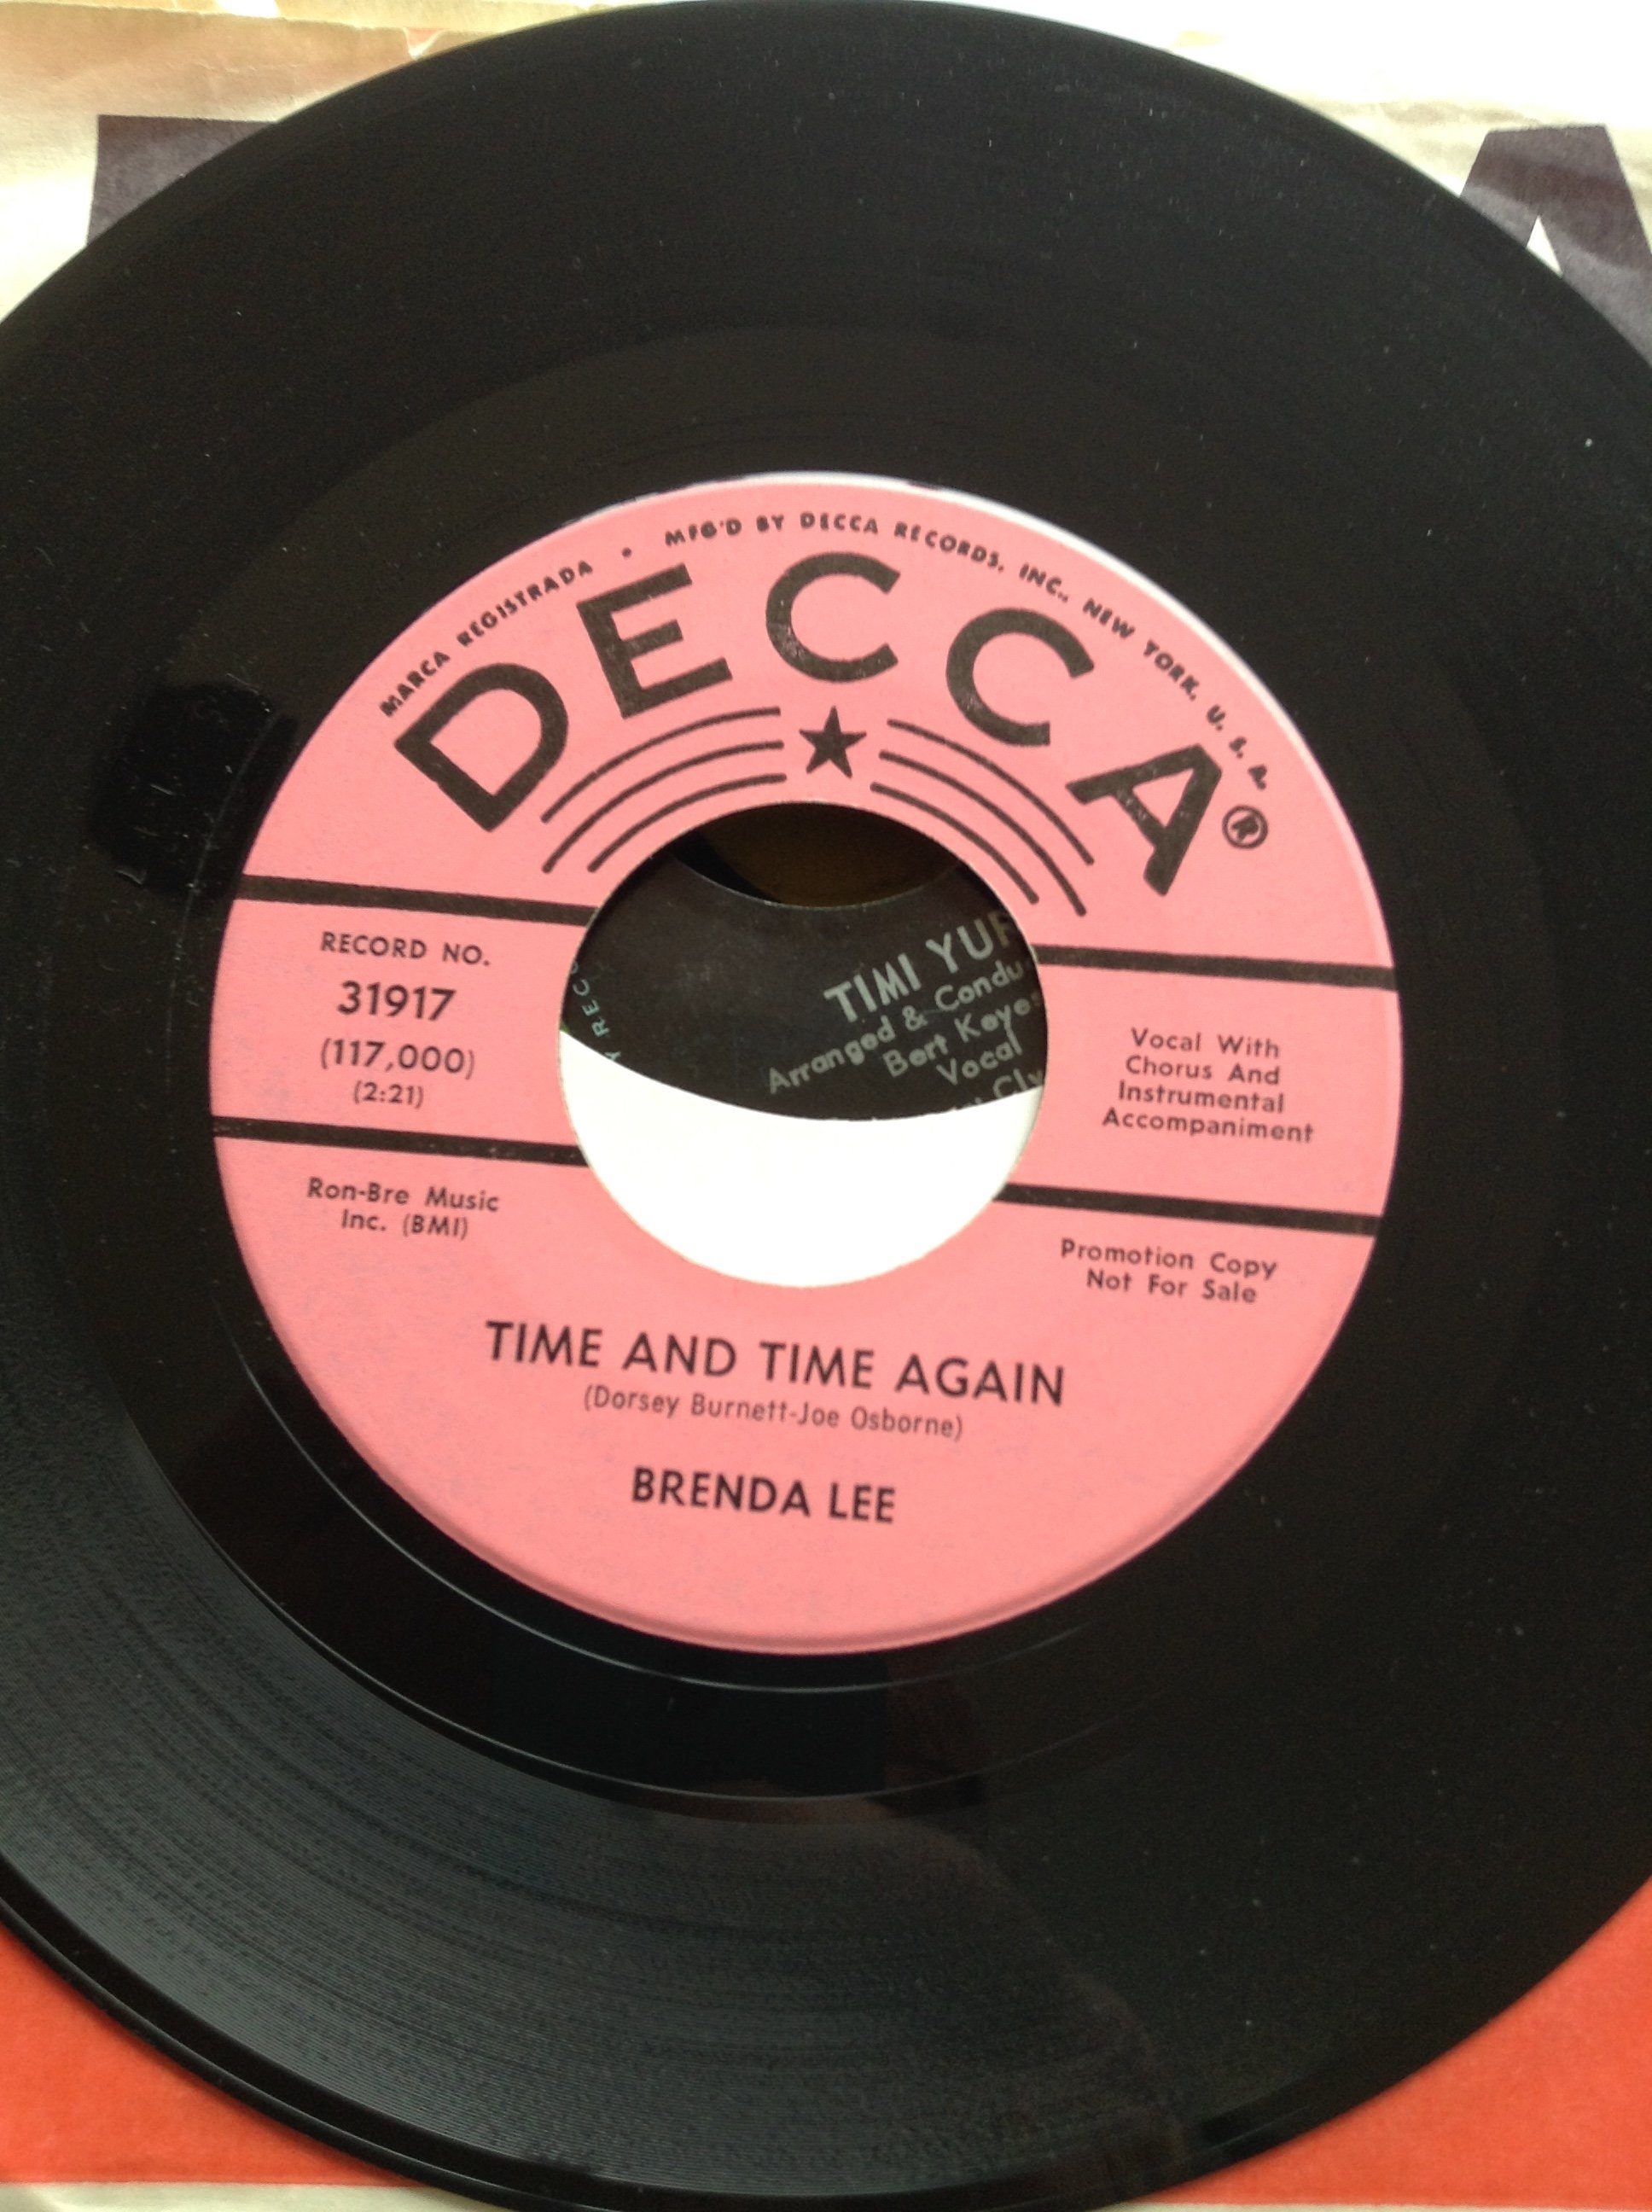 MARCA REGISTRADA • MFG'D BY DECCA RECORDS, INC., NEW YORK, U. S. A.
DECCA®
RECORD NO.
31917
(117,000)
(2:21)
TIMI
Arranged &
Bert
Vocal
Vocal With
Chorus And
Instrumental
Accompaniment
Ron-Bre Music
Inc. (BMI)
Promotion Copy
Not For Sale
TIME AND TIME AGAIN
(Dorsey Burnett-Joe Osborne)
BRENDA LEE